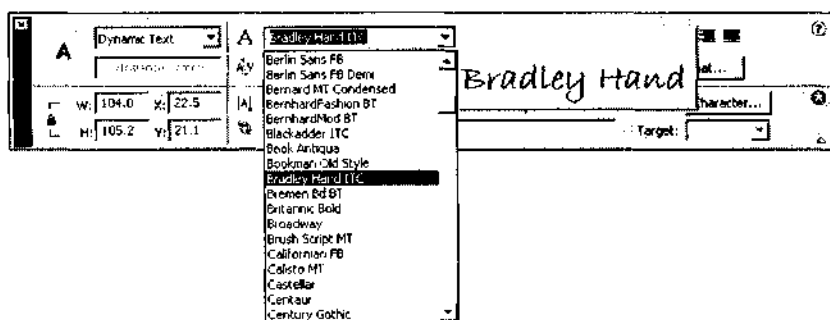 A Dynamic Text A Bradley Hand ITC
W: 104.0 X: 22.5
H: 105.2 Y: 21.1
Berlin Sans FB
Berlin Sans FB Demi
Bernard MT Condensed
BernhardFashion BT
BernhardMod BT
Blackadder ITC
Book Antiqua
Bookman Old Style
Bradley Hand ITC
Bremen Bd BT
Britannic Bold
Broadway
Brush Script MT
Californian FB
Calisto MT
Castellar
Centaur
Century Gothic
Bradley Hand
at...
haracter...
Target: